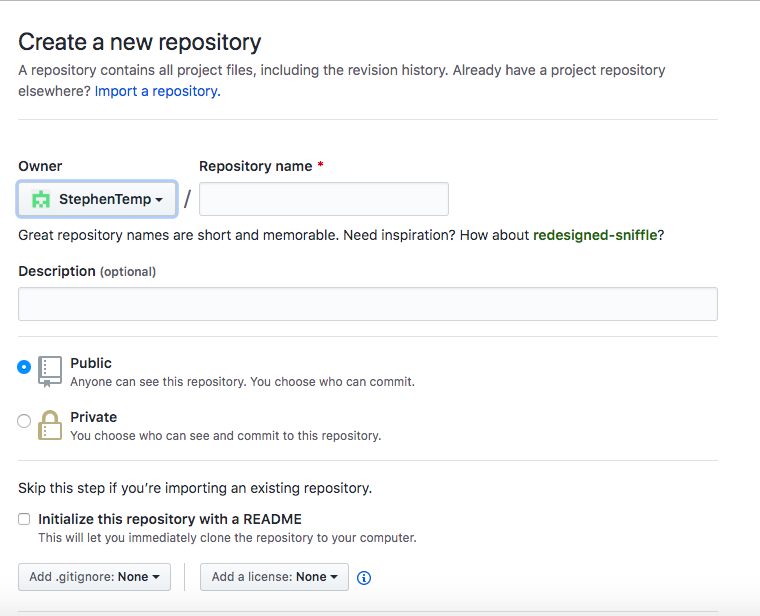 Create a new repository
A repository contains all project files, including the revision history. Already have a project repository
elsewhere? Import a repository.
Owner
Repository name *
StephenTemp
/
Great repository names are short and memorable. Need inspiration? How about redesigned-sniffle?
Description (optional)
Public
Anyone can see this repository. You choose who can commit.
Private
You choose who can see and commit to this repository.
Skip this step if you’re importing an existing repository.
Initialize this repository with a README
This will let you immediately clone the repository to your computer.
Add .gitignore: None
Add a license: None